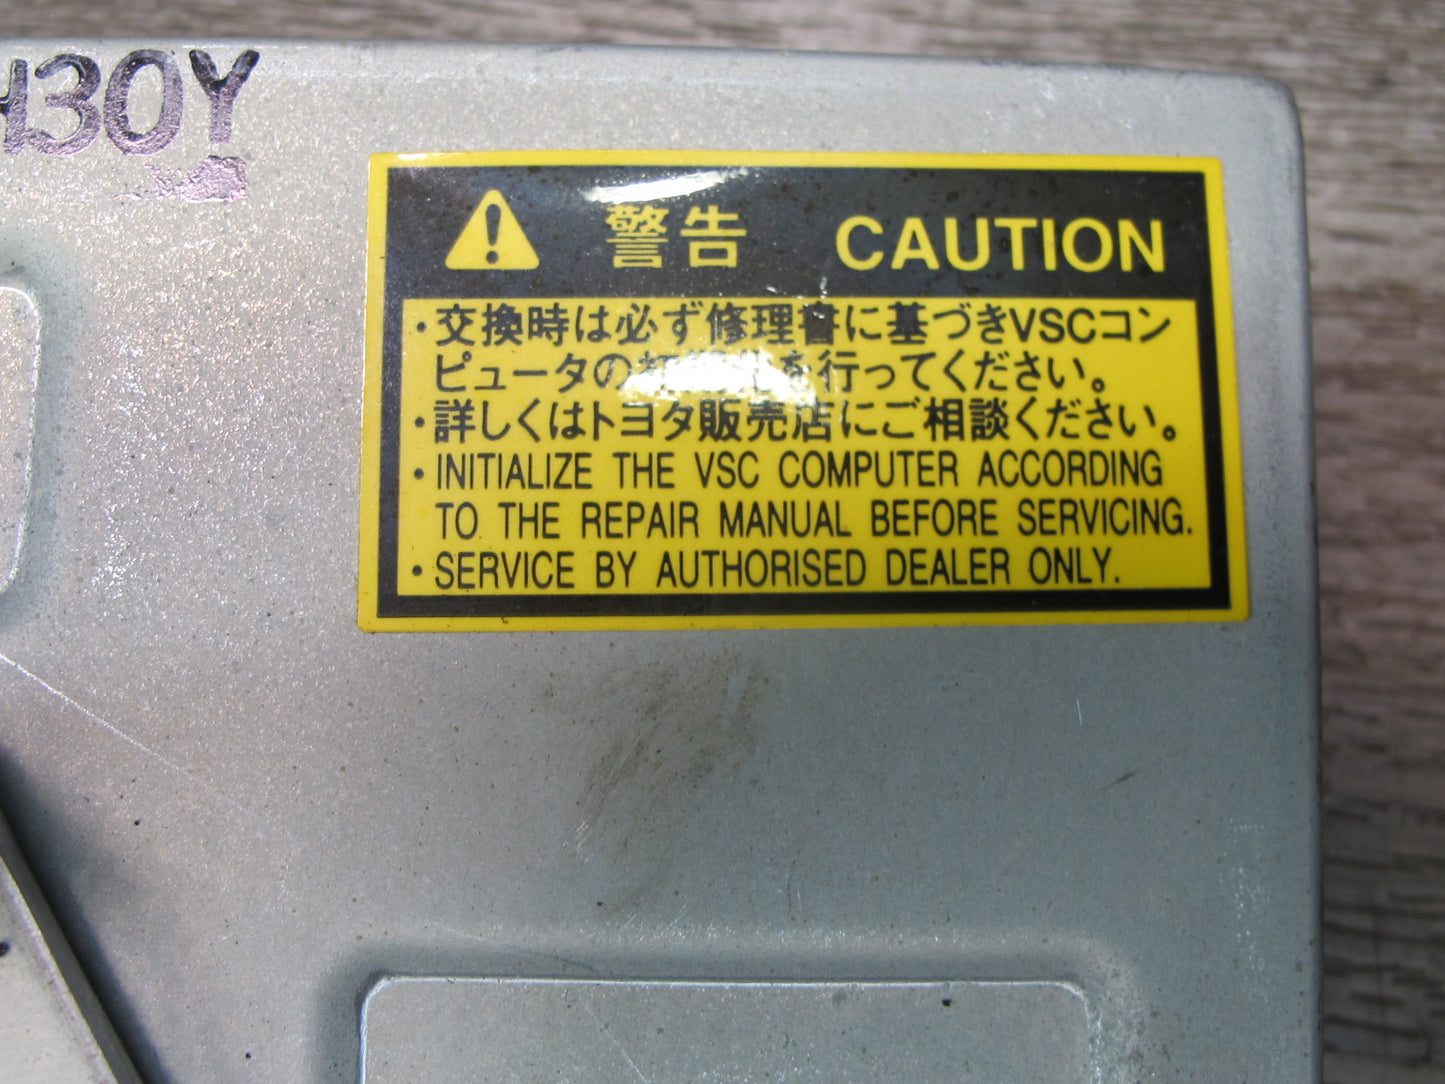 H30Y
警告 CAUTION
・交換時は必ず修理書に基づきVSCコン
ピュータの初期化を行ってください。
・詳しくはトヨタ販売店にご相談ください。
・INITIALIZE THE VSC COMPUTER ACCORDING
TO THE REPAIR MANUAL BEFORE SERVICING.
・SERVICE BY AUTHORISED DEALER ONLY.